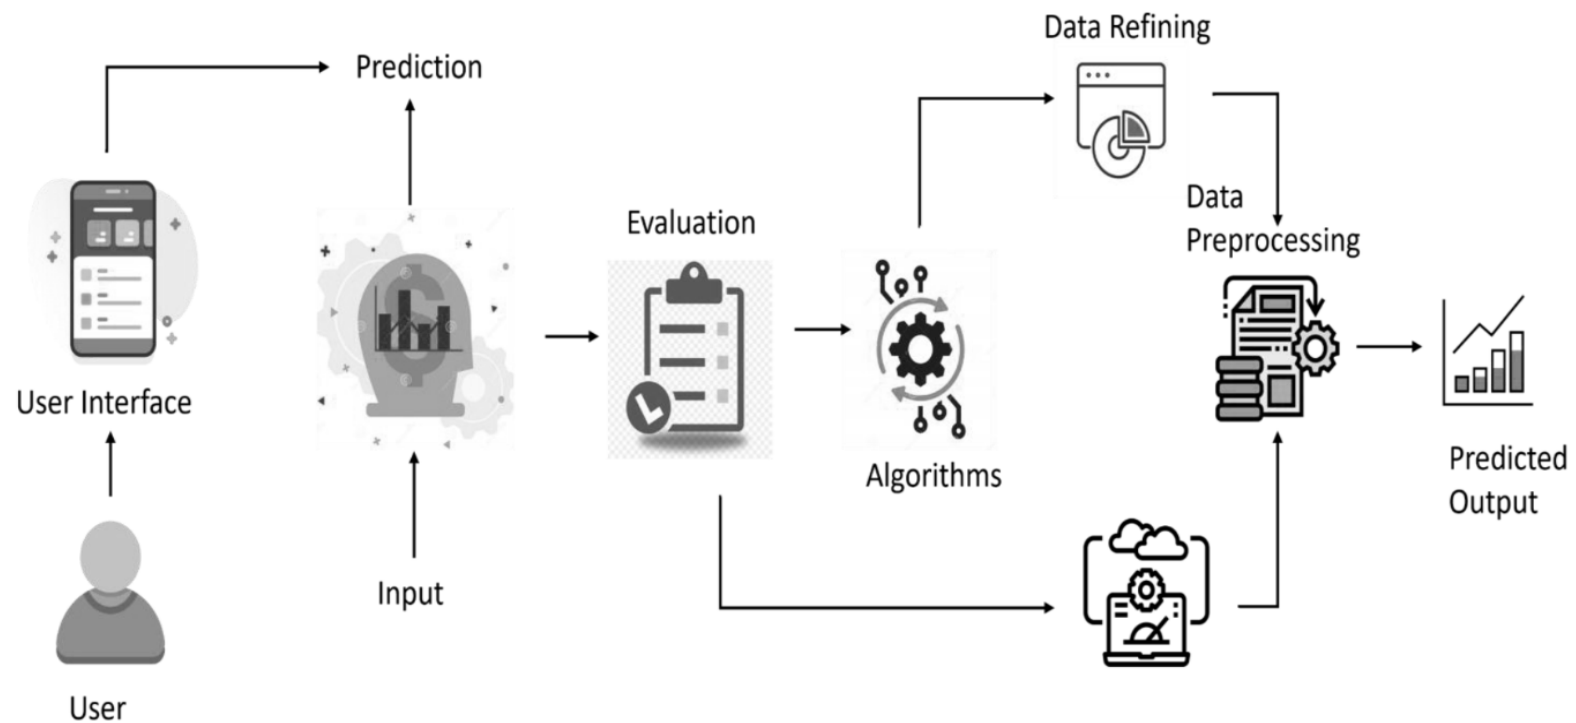 Data Refining
Prediction
Data
Preprocessing
Evaluation
User Interface
Algorithms
Predicted
Output
Input
User